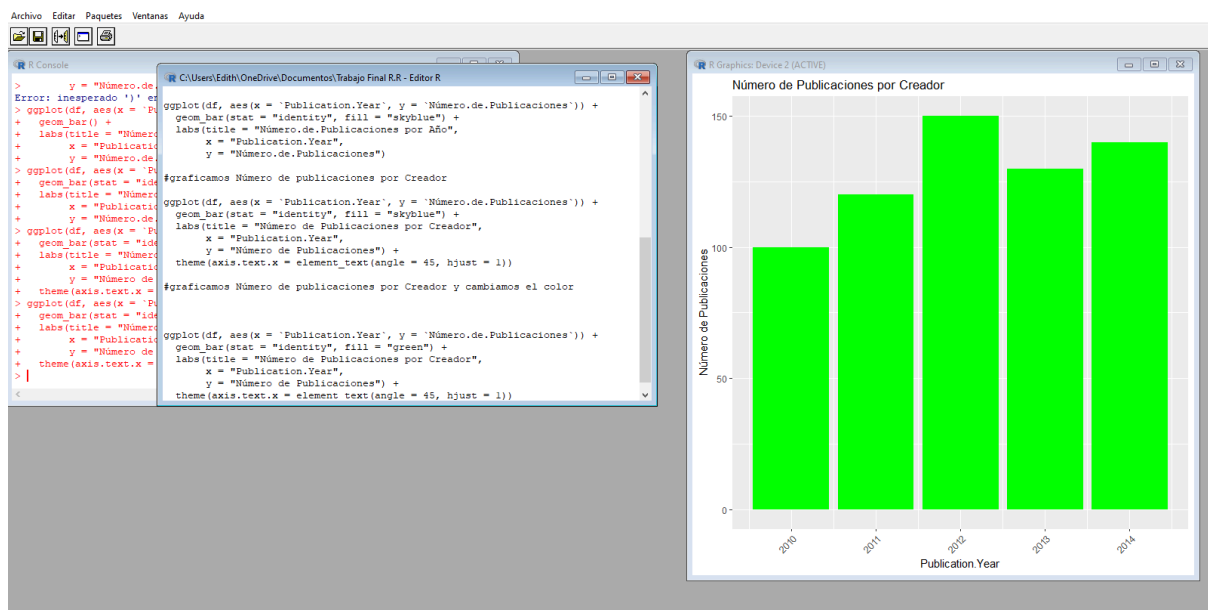 Archivo Editar Paquetes Ventanas Ayuda
R Console
> y = "Número.de.
Error: inesperado ')' en
> ggplot(df, aes(x = `Pu
+ geom_bar() +
+ labs(title = "Número
+ x = "Publicatio
+ y = "Número.de.
> ggplot(df, aes(x = `Pu
+ geom_bar(stat = "ide
+ labs(title = "Número
+ x = "Publicatio
+ y = "Número.de.
> ggplot(df, aes(x = `Pu
+ geom_bar(stat = "ide
+ labs(title = "Número
+ x = "Publicatio
+ y = "Número de
+ theme(axis.text.x =
> ggplot(df, aes(x = `Pu
+ geom_bar(stat = "ide
+ labs(title = "Número
+ x = "Publicatio
+ y = "Número de
+ theme(axis.text.x =
>
C:\Users\Edith\OneDrive\Documentos\Trabajo Final R.R - Editor R
ggplot(df, aes(x = `Publication.Year`, y = `Número.de.Publicaciones`)) +
geom_bar(stat = "identity", fill = "skyblue") +
labs(title = "Número.de.Publicaciones por Año",
x = "Publication.Year",
y = "Número.de.Publicaciones")
#graficamos Número de publicaciones por Creador
ggplot(df, aes(x = `Publication.Year`, y = `Número.de.Publicaciones`)) +
geom_bar(stat = "identity", fill = "skyblue") +
labs(title = "Número de Publicaciones por Creador",
x = "Publication.Year",
y = "Número de Publicaciones") +
theme(axis.text.x = element_text(angle = 45, hjust = 1))
#graficamos Número de publicaciones por Creador y cambiamos el color
ggplot(df, aes(x = `Publication.Year`, y = `Número.de.Publicaciones`)) +
geom_bar(stat = "identity", fill = "green") +
labs(title = "Número de Publicaciones por Creador",
x = "Publication.Year",
y = "Número de Publicaciones") +
theme(axis.text.x = element_text(angle = 45, hjust = 1))
R Graphics: Device 2 (ACTIVE)
Número de Publicaciones por Creador
150
100
50
0
Número de Publicaciones
2010 2011 2012 2013 2014
Publication.Year